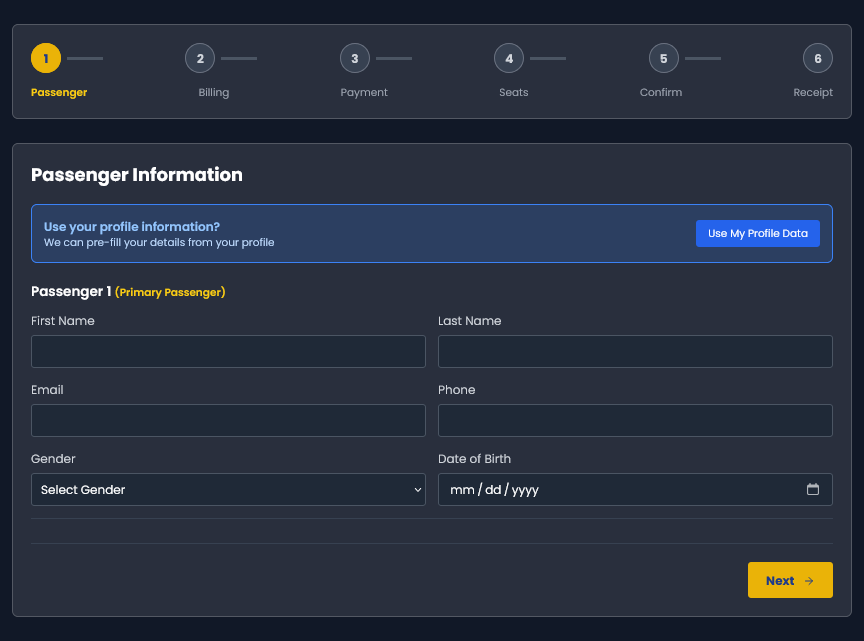 1 2 3 4 5 6
Passenger Billing Payment Seats Confirm Receipt
Passenger Information
Use your profile information?
We can pre-fill your details from your profile
Use My Profile Data
Passenger 1 (Primary Passenger)
First Name Last Name
Email Phone
Gender Date of Birth
Select Gender mm / dd / yyyy
Next →